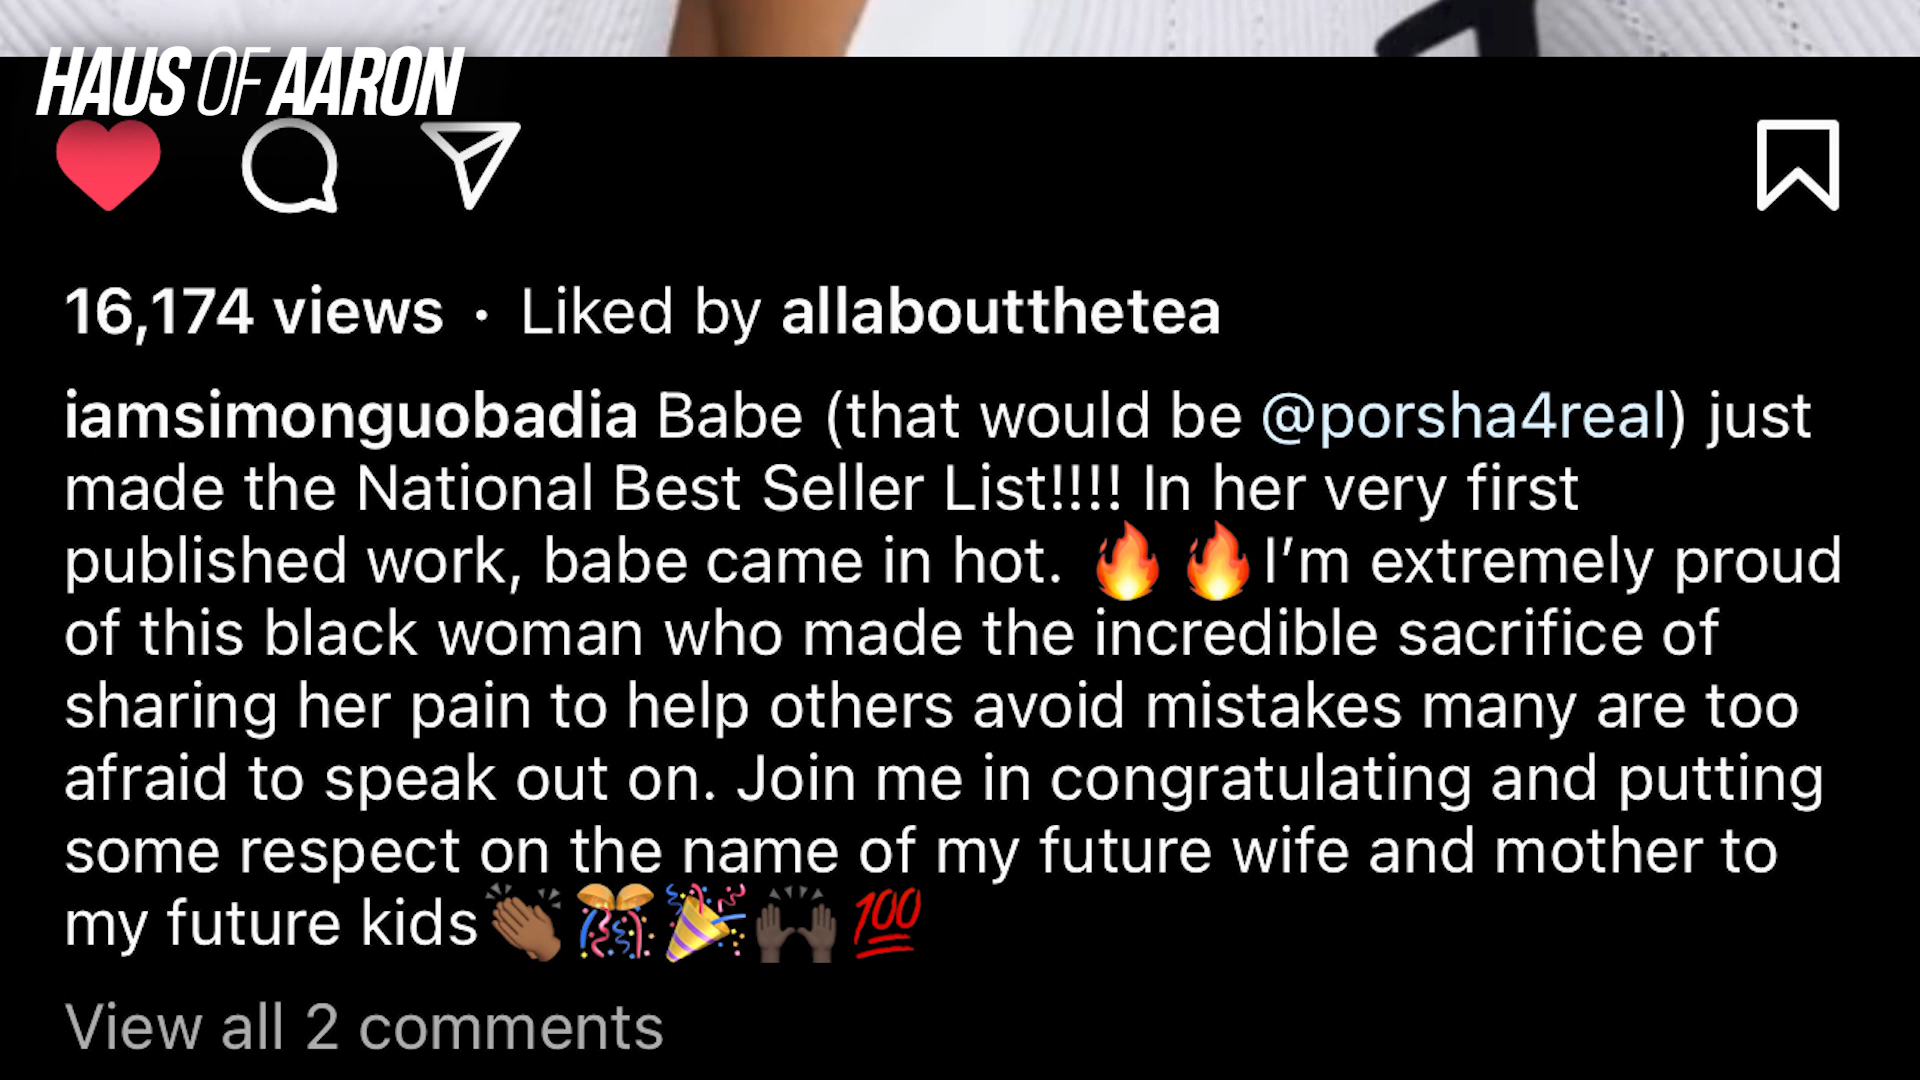 HAUS OF AARON
16,174 views · Liked by allaboutthetea
iamsimonguobadia Babe (that would be @porsha4real) just
made the National Best Seller List!!!! In her very first
published work, babe came in hot. 🔥 🔥 I’m extremely proud
of this black woman who made the incredible sacrifice of
sharing her pain to help others avoid mistakes many are too
afraid to speak out on. Join me in congratulating and putting
some respect on the name of my future wife and mother to
my future kids👏🏾🎊🎉🙌🏿💯
View all 2 comments